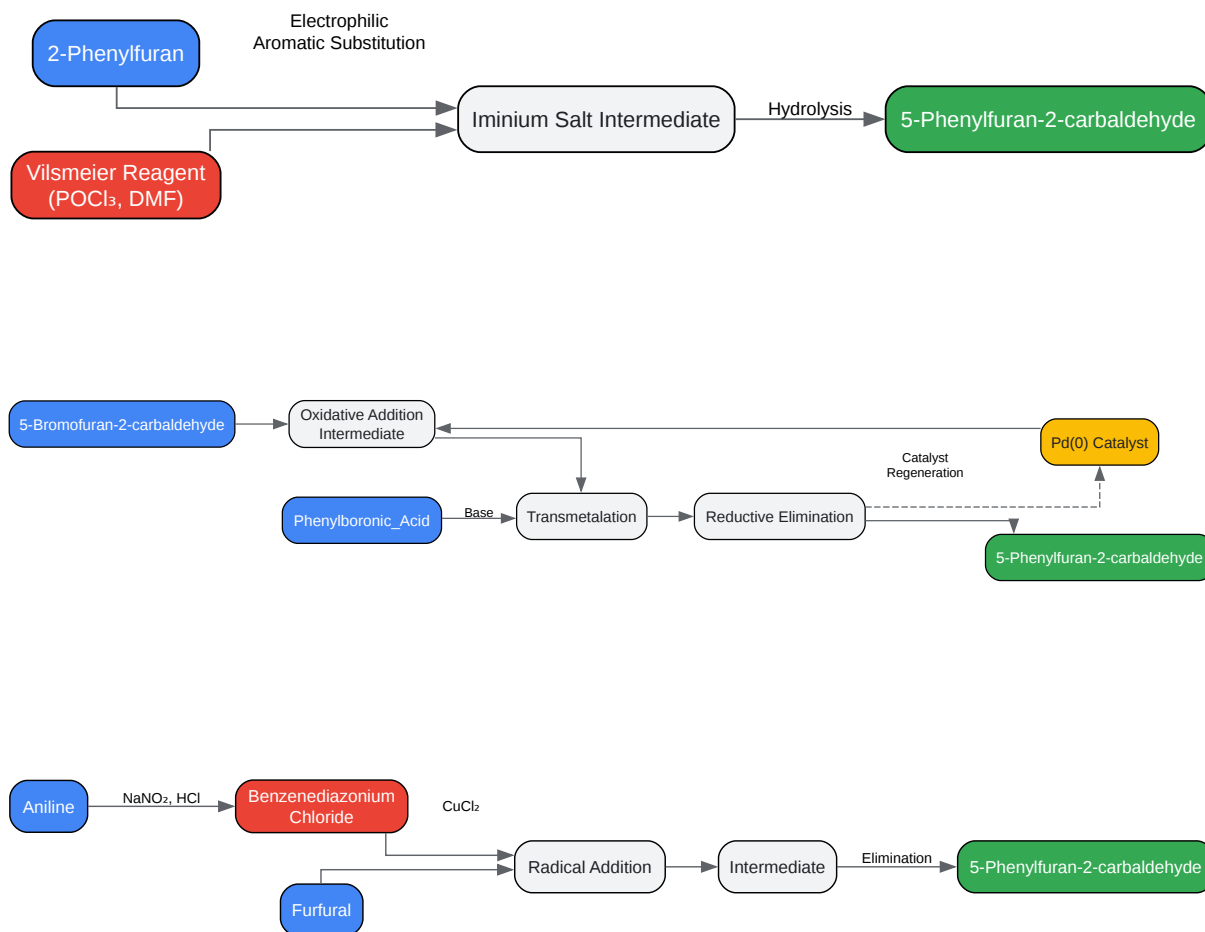 Electrophilic
Aromatic Substitution
2-Phenylfuran
Iminium Salt Intermediate
Hydrolysis
5-Phenylfuran-2-carbaldehyde
Vilsmeier Reagent
(POCl₃, DMF)
5-Bromofuran-2-carbaldehyde
Oxidative Addition
Intermediate
Pd(0) Catalyst
Catalyst
Regeneration
Phenylboronic_Acid
Base
Transmetalation
Reductive Elimination
5-Phenylfuran-2-carbaldehyde
Aniline
NaNO₂, HCl
Benzenediazonium
Chloride
CuCl₂
Radical Addition
Intermediate
Elimination
5-Phenylfuran-2-carbaldehyde
Furfural